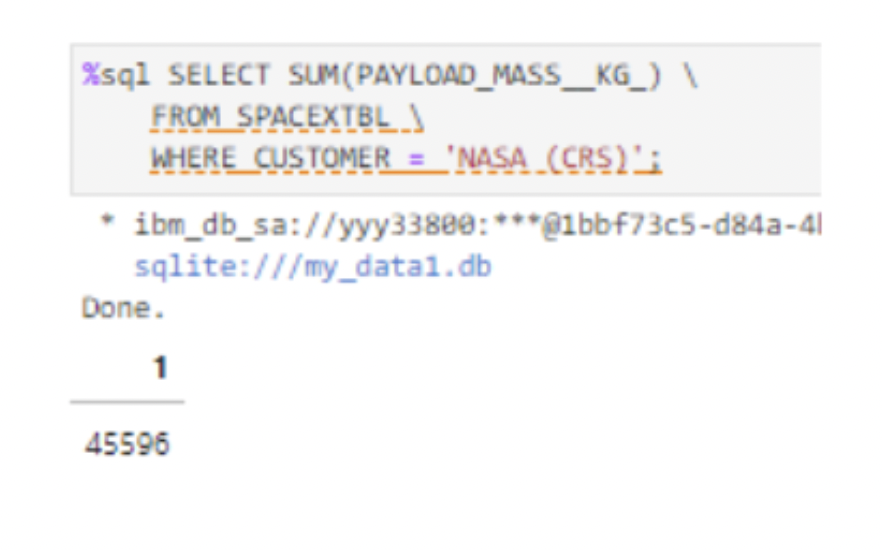 %sql SELECT SUM(PAYLOAD_MASS__KG_) \
FROM SPACEXTBL \
WHERE CUSTOMER = 'NASA (CRS)';
* ibm_db_sa://yyy33800:***@1bbf73c5-d84a-4
sqlite:///my_data1.db
Done.
1
45596